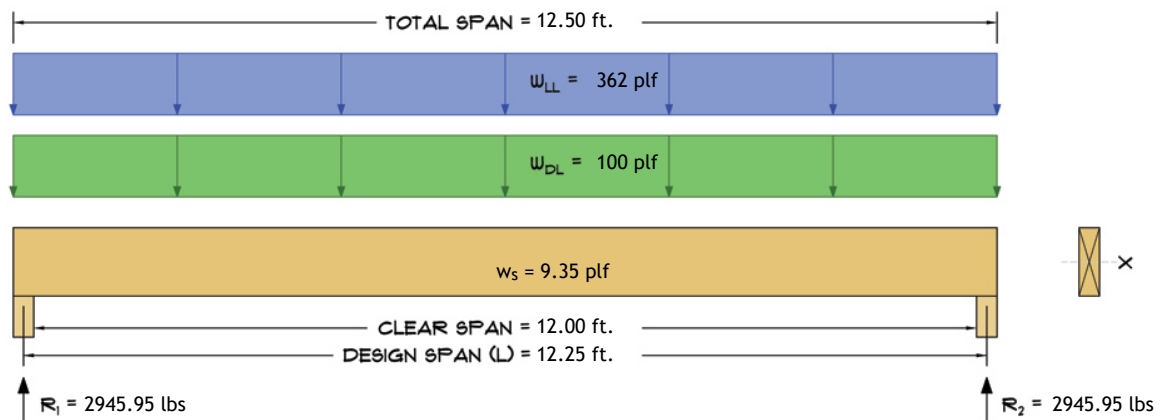 TOTAL SPAN = 12.50 ft.
wLL = 362 plf
wDL = 100 plf
ws = 9.35 plf
X
CLEAR SPAN = 12.00 ft.
DESIGN SPAN (L) = 12.25 ft.
R1 = 2945.95 lbs
R2 = 2945.95 lbs